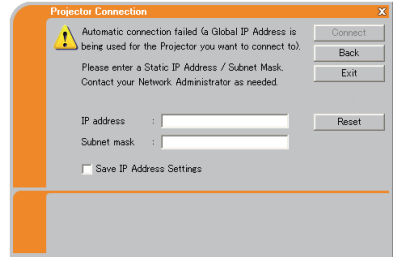 Projector Connection X
Automatic connection failed (a Global IP Address is
being used for the Projector you want to connect to).
Please enter a Static IP Address / Subnet Mask.
Contact your Network Administrator as needed.
Connect
Back
Exit
IP address :
Reset
Subnet mask :
Save IP Address Settings